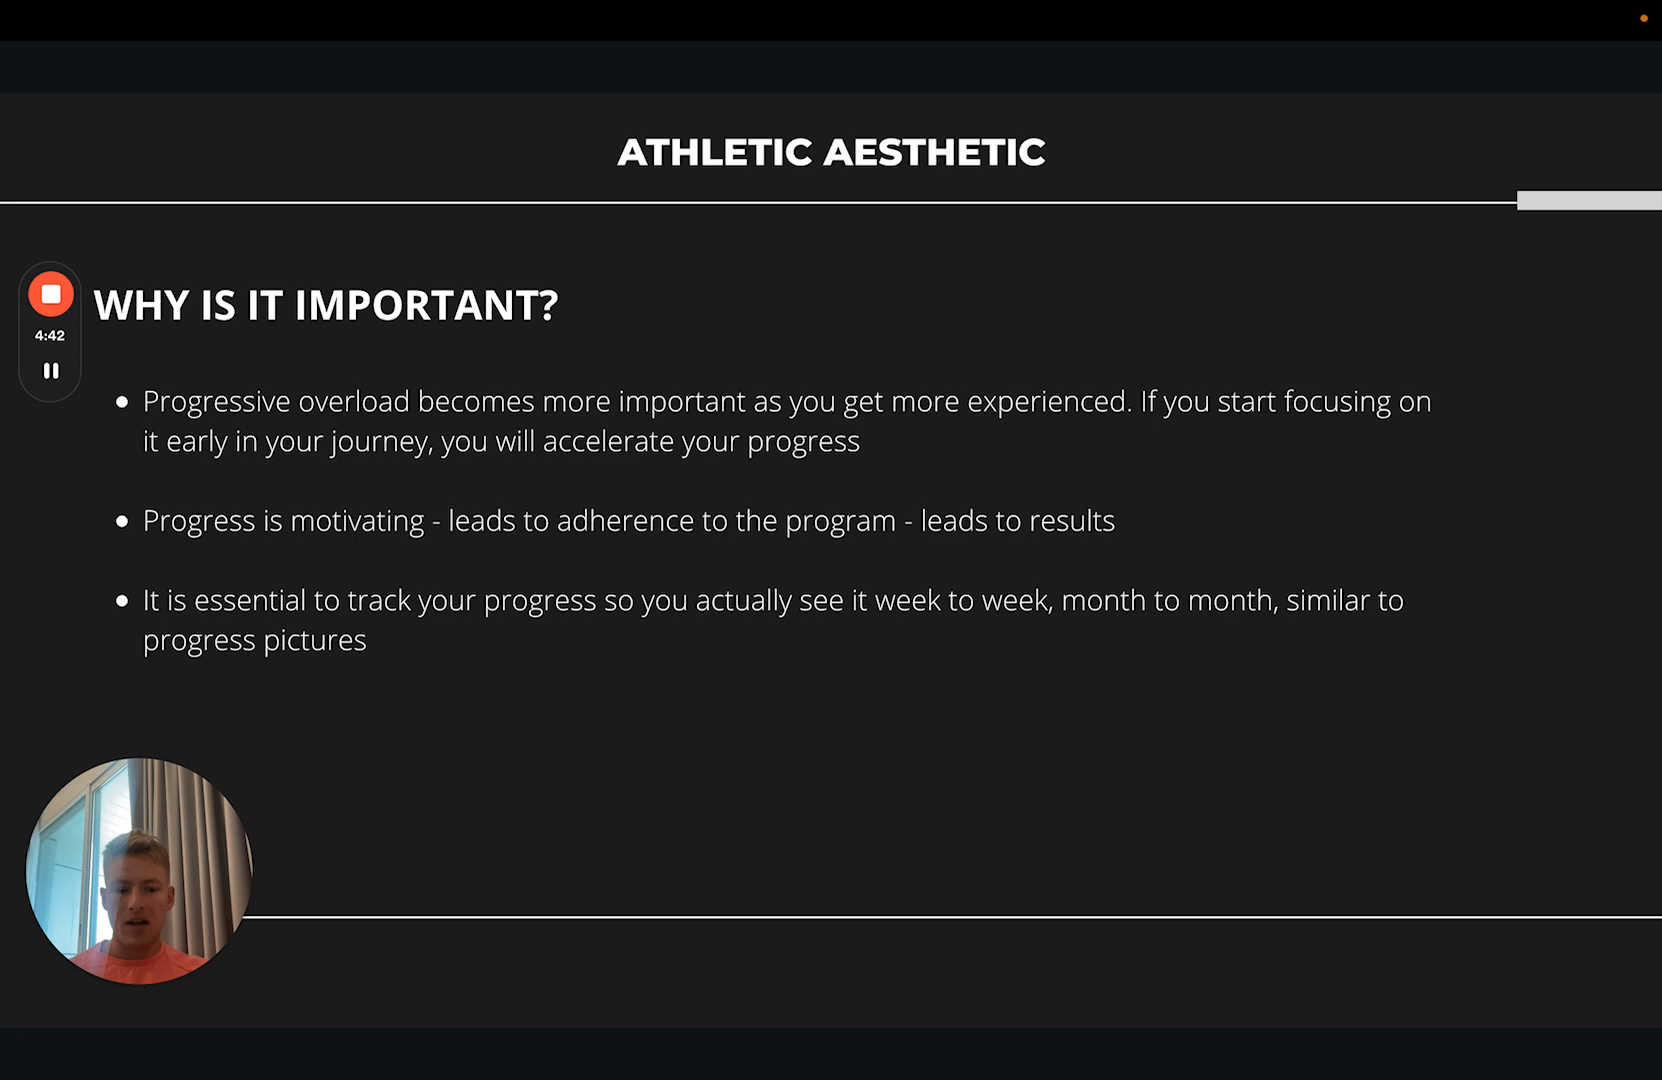 ATHLETIC AESTHETIC
WHY IS IT IMPORTANT?
4:42
• Progressive overload becomes more important as you get more experienced. If you start focusing on
it early in your journey, you will accelerate your progress
• Progress is motivating - leads to adherence to the program - leads to results
• It is essential to track your progress so you actually see it week to week, month to month, similar to
progress pictures